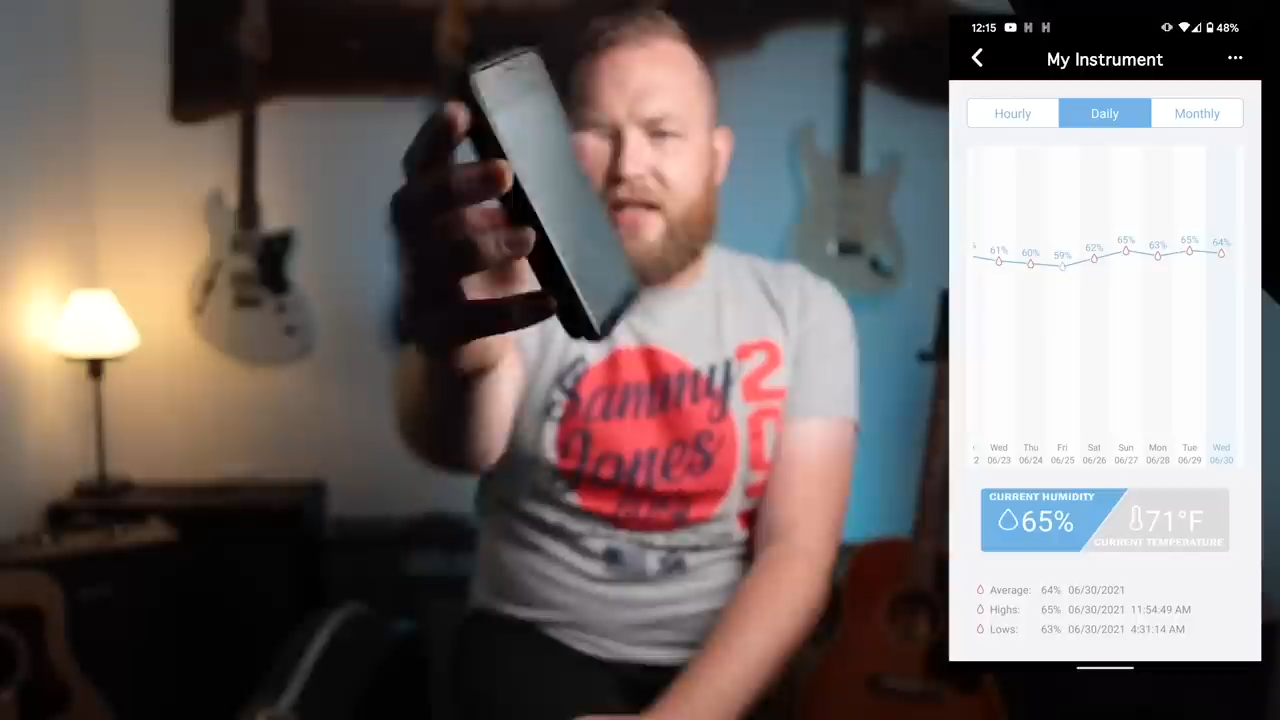 12:15
48%
My Instrument
Hourly Daily Monthly
61% 60% 59% 62% 65% 63% 65% 64%
Wed Thu Fri Sat Sun Mon Tue Wed
2 06/23 06/24 06/25 06/26 06/27 06/28 06/29 06/30
CURRENT HUMIDITY
65%
71°F
CURRENT TEMPERATURE
Average: 64% 06/30/2021
Highs: 65% 06/30/2021 11:54:49 AM
Lows: 63% 06/30/2021 4:31:14 AM
Sammy
Jones